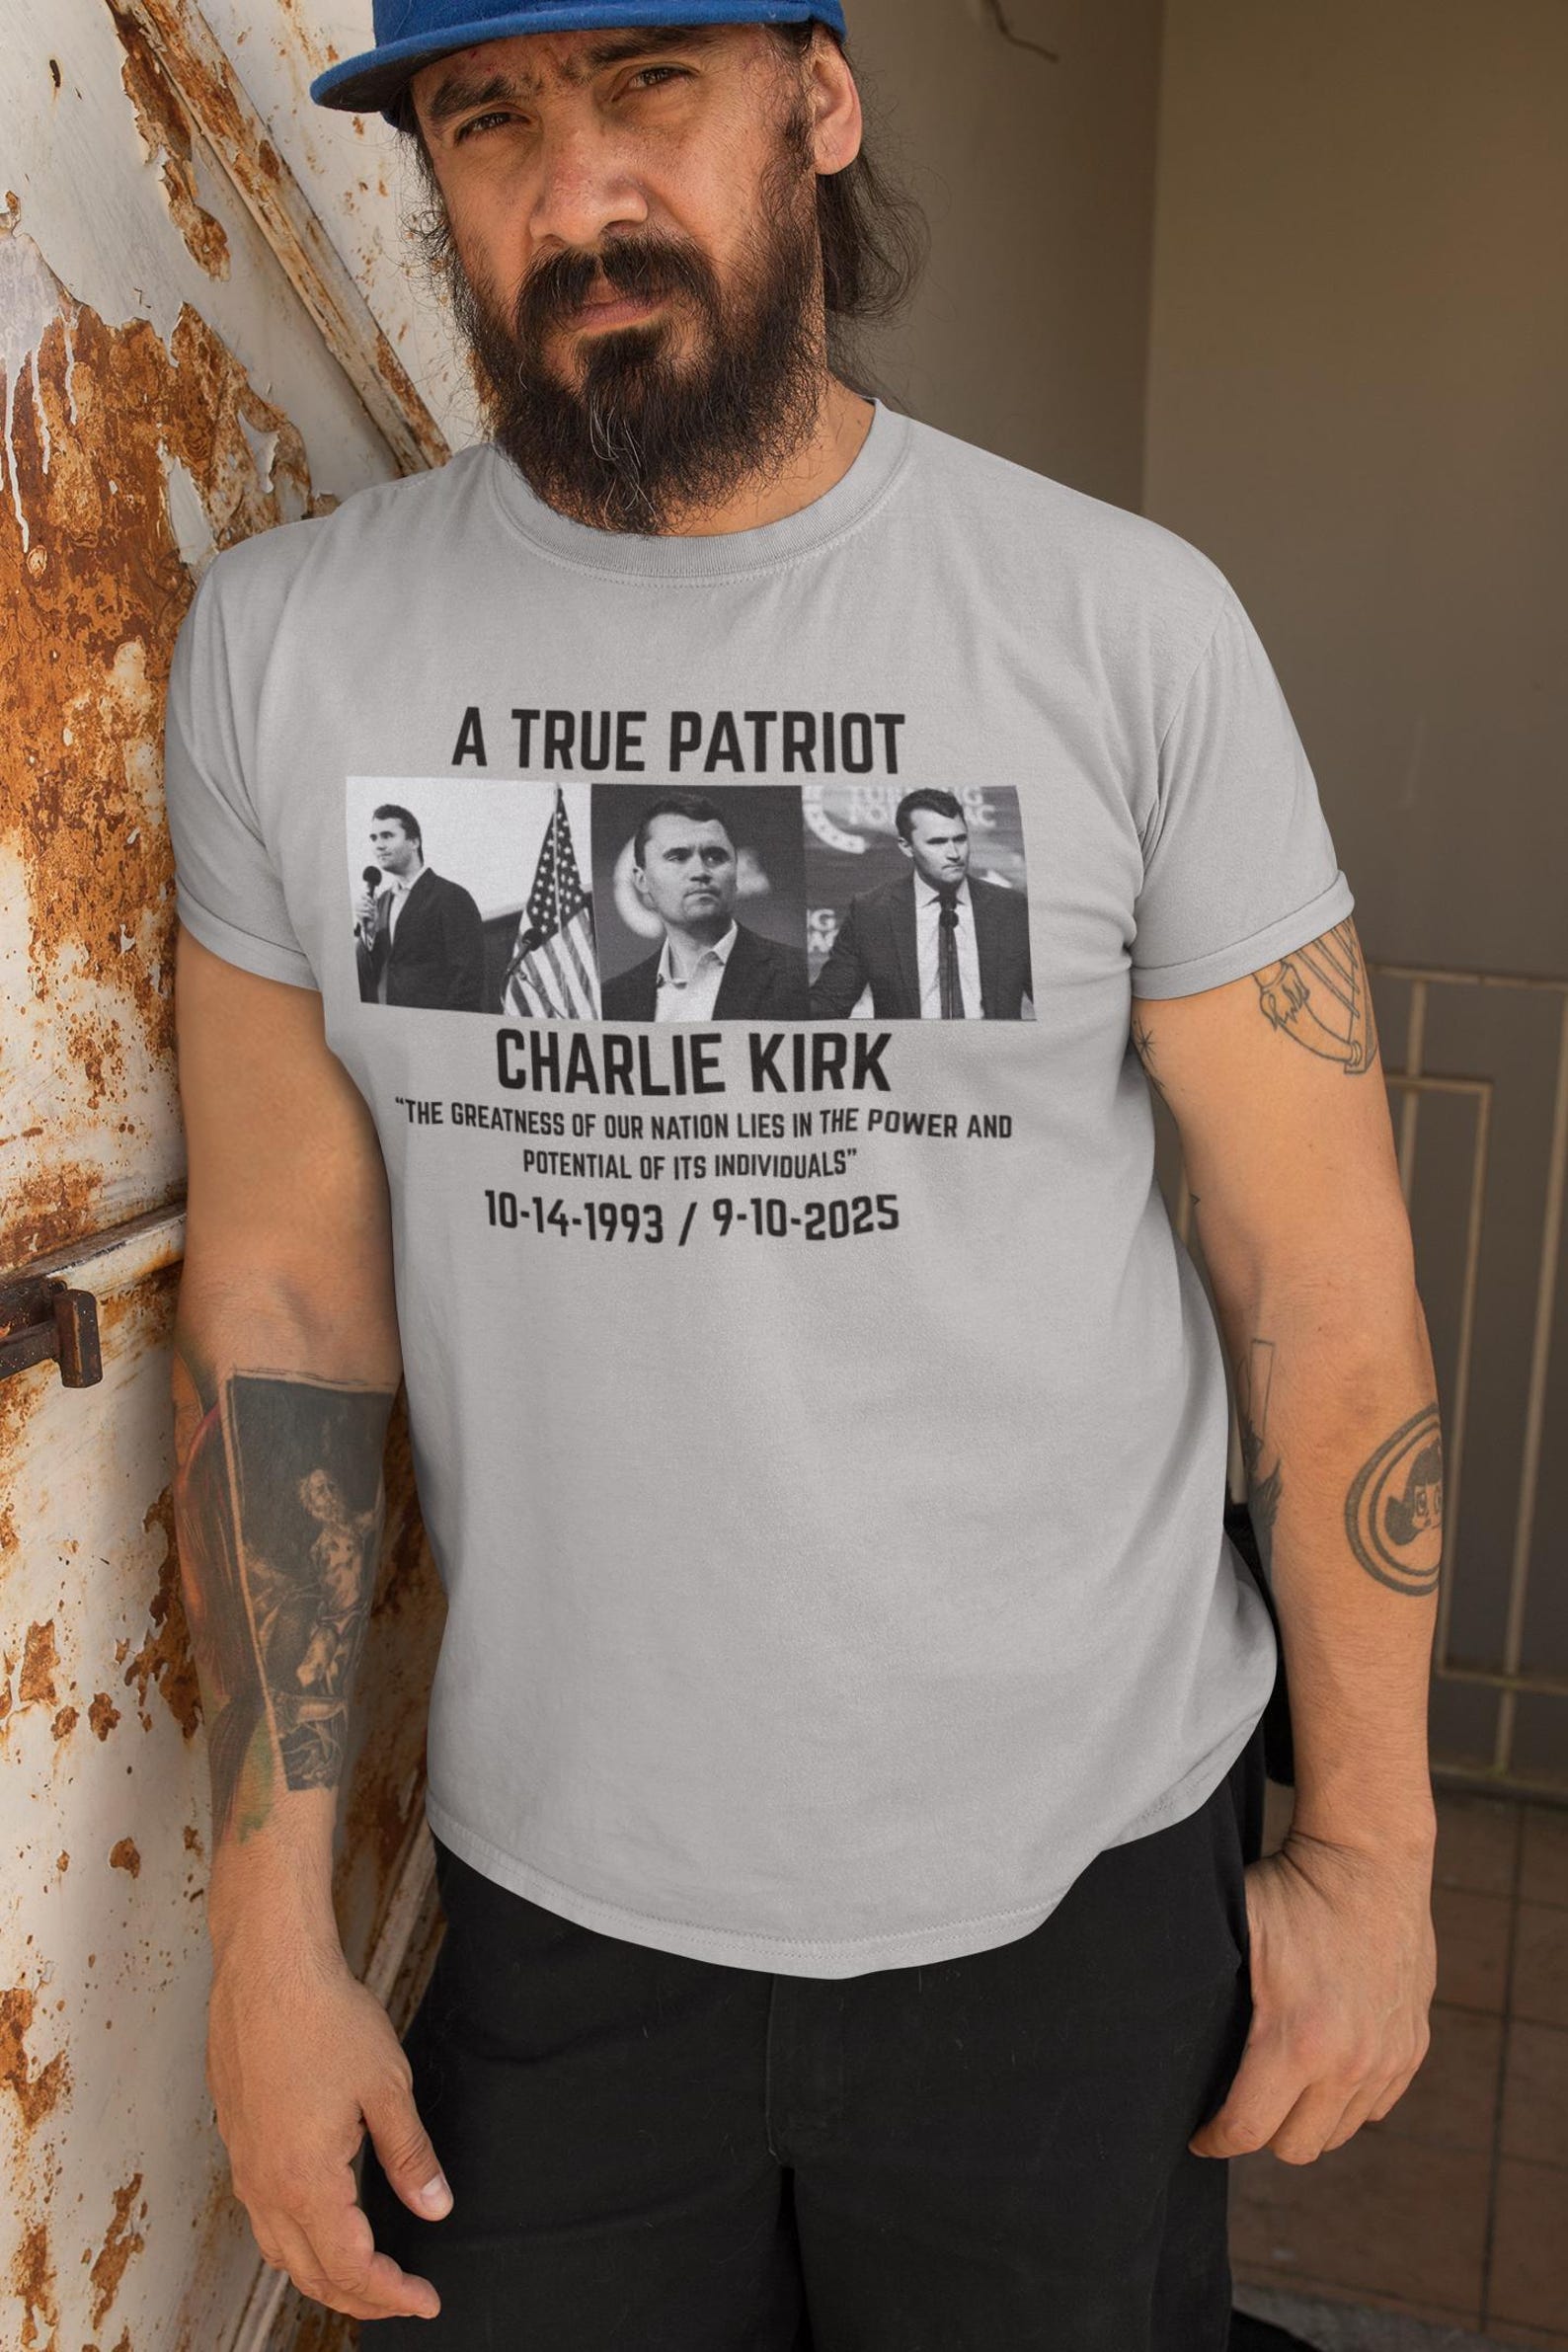 A TRUE PATRIOT
CHARLIE KIRK
“THE GREATNESS OF OUR NATION LIES IN THE POWER AND
POTENTIAL OF ITS INDIVIDUALS”
10-14-1993 / 9-10-2025